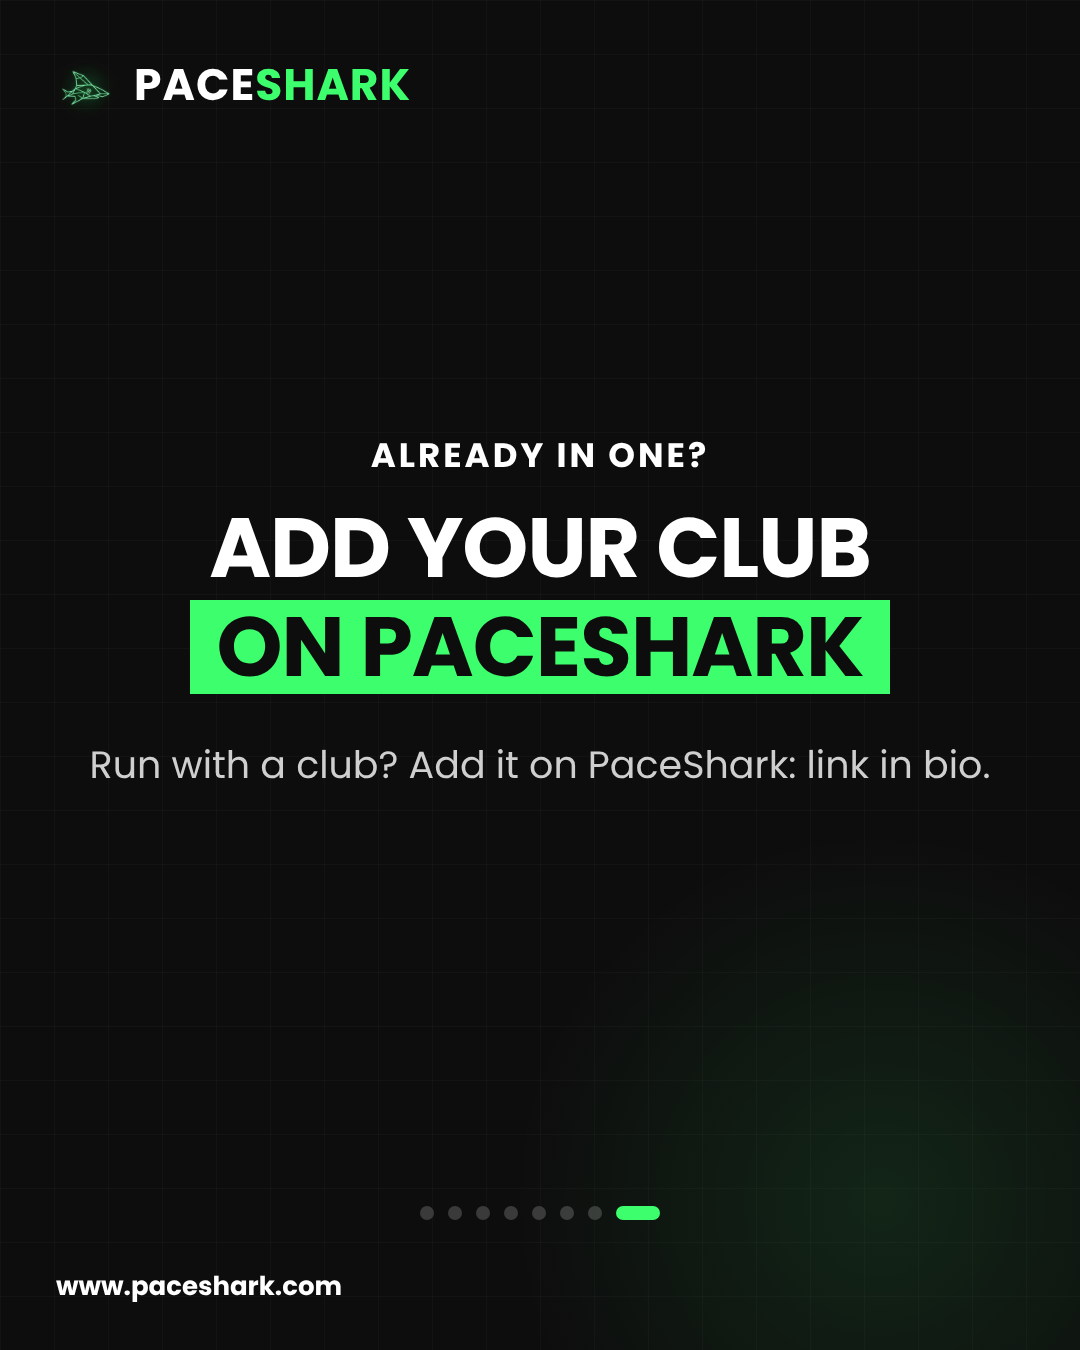 PACESHARK
ALREADY IN ONE?
ADD YOUR CLUB
ON PACESHARK
Run with a club? Add it on PaceShark: link in bio.
www.paceshark.com